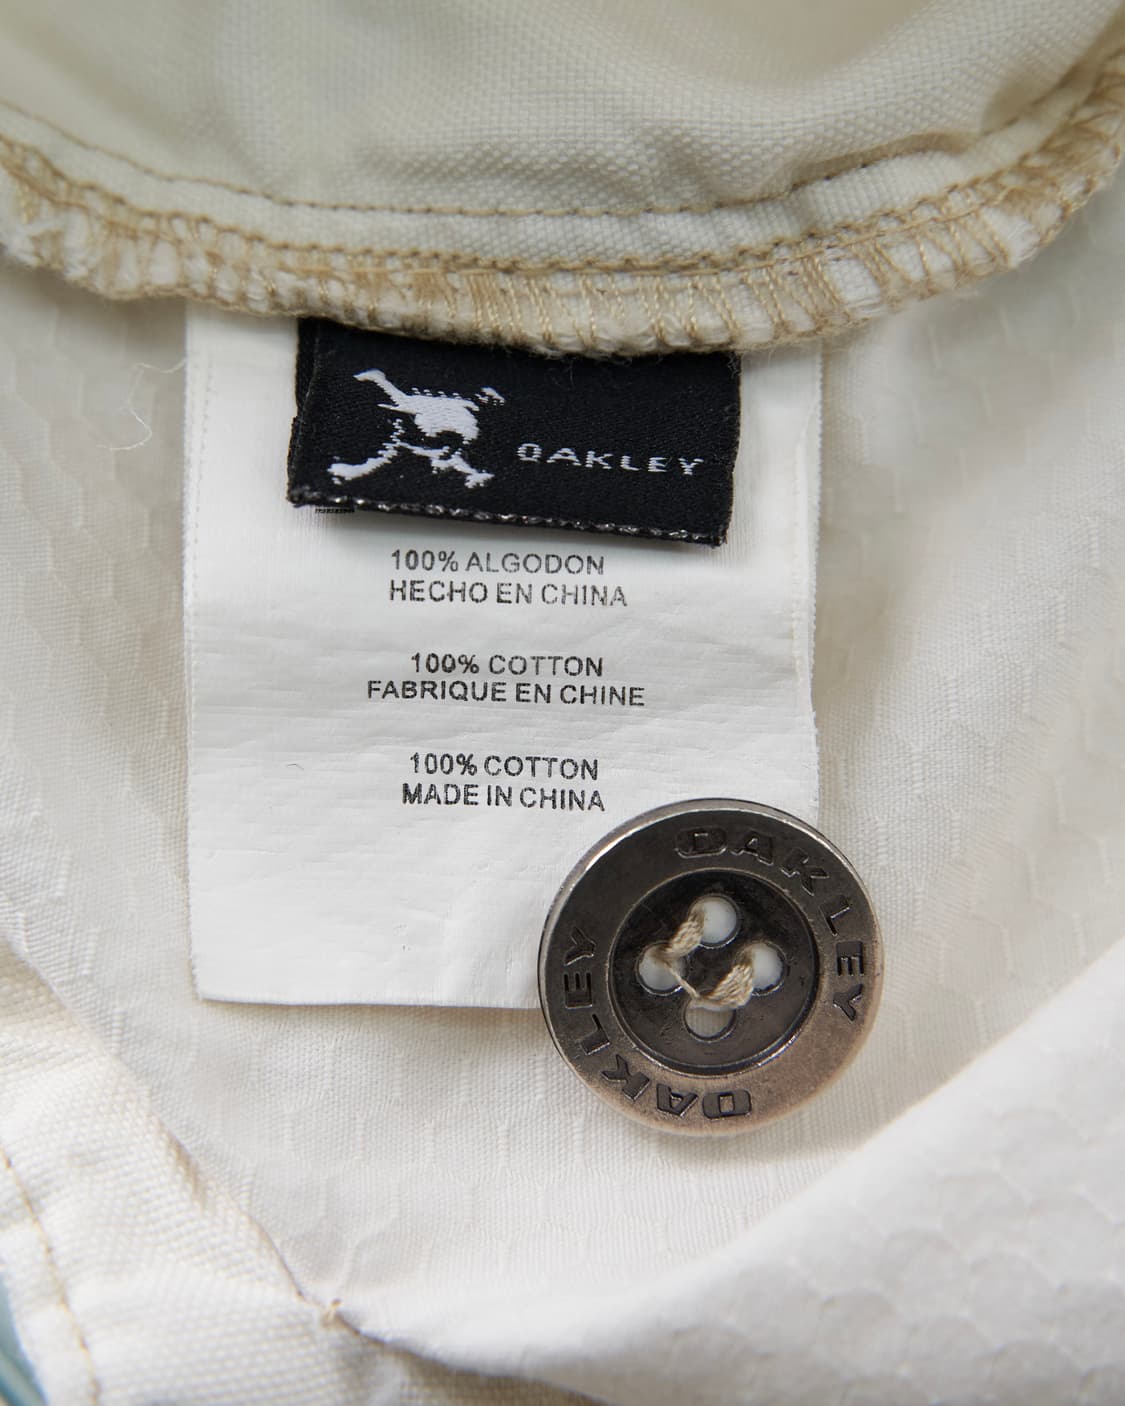 OAKLEY
100% ALGODON
HECHO EN CHINA
100% COTTON
FABRIQUE EN CHINE
100% COTTON
MADE IN CHINA
OAKLEY
OAKLEY